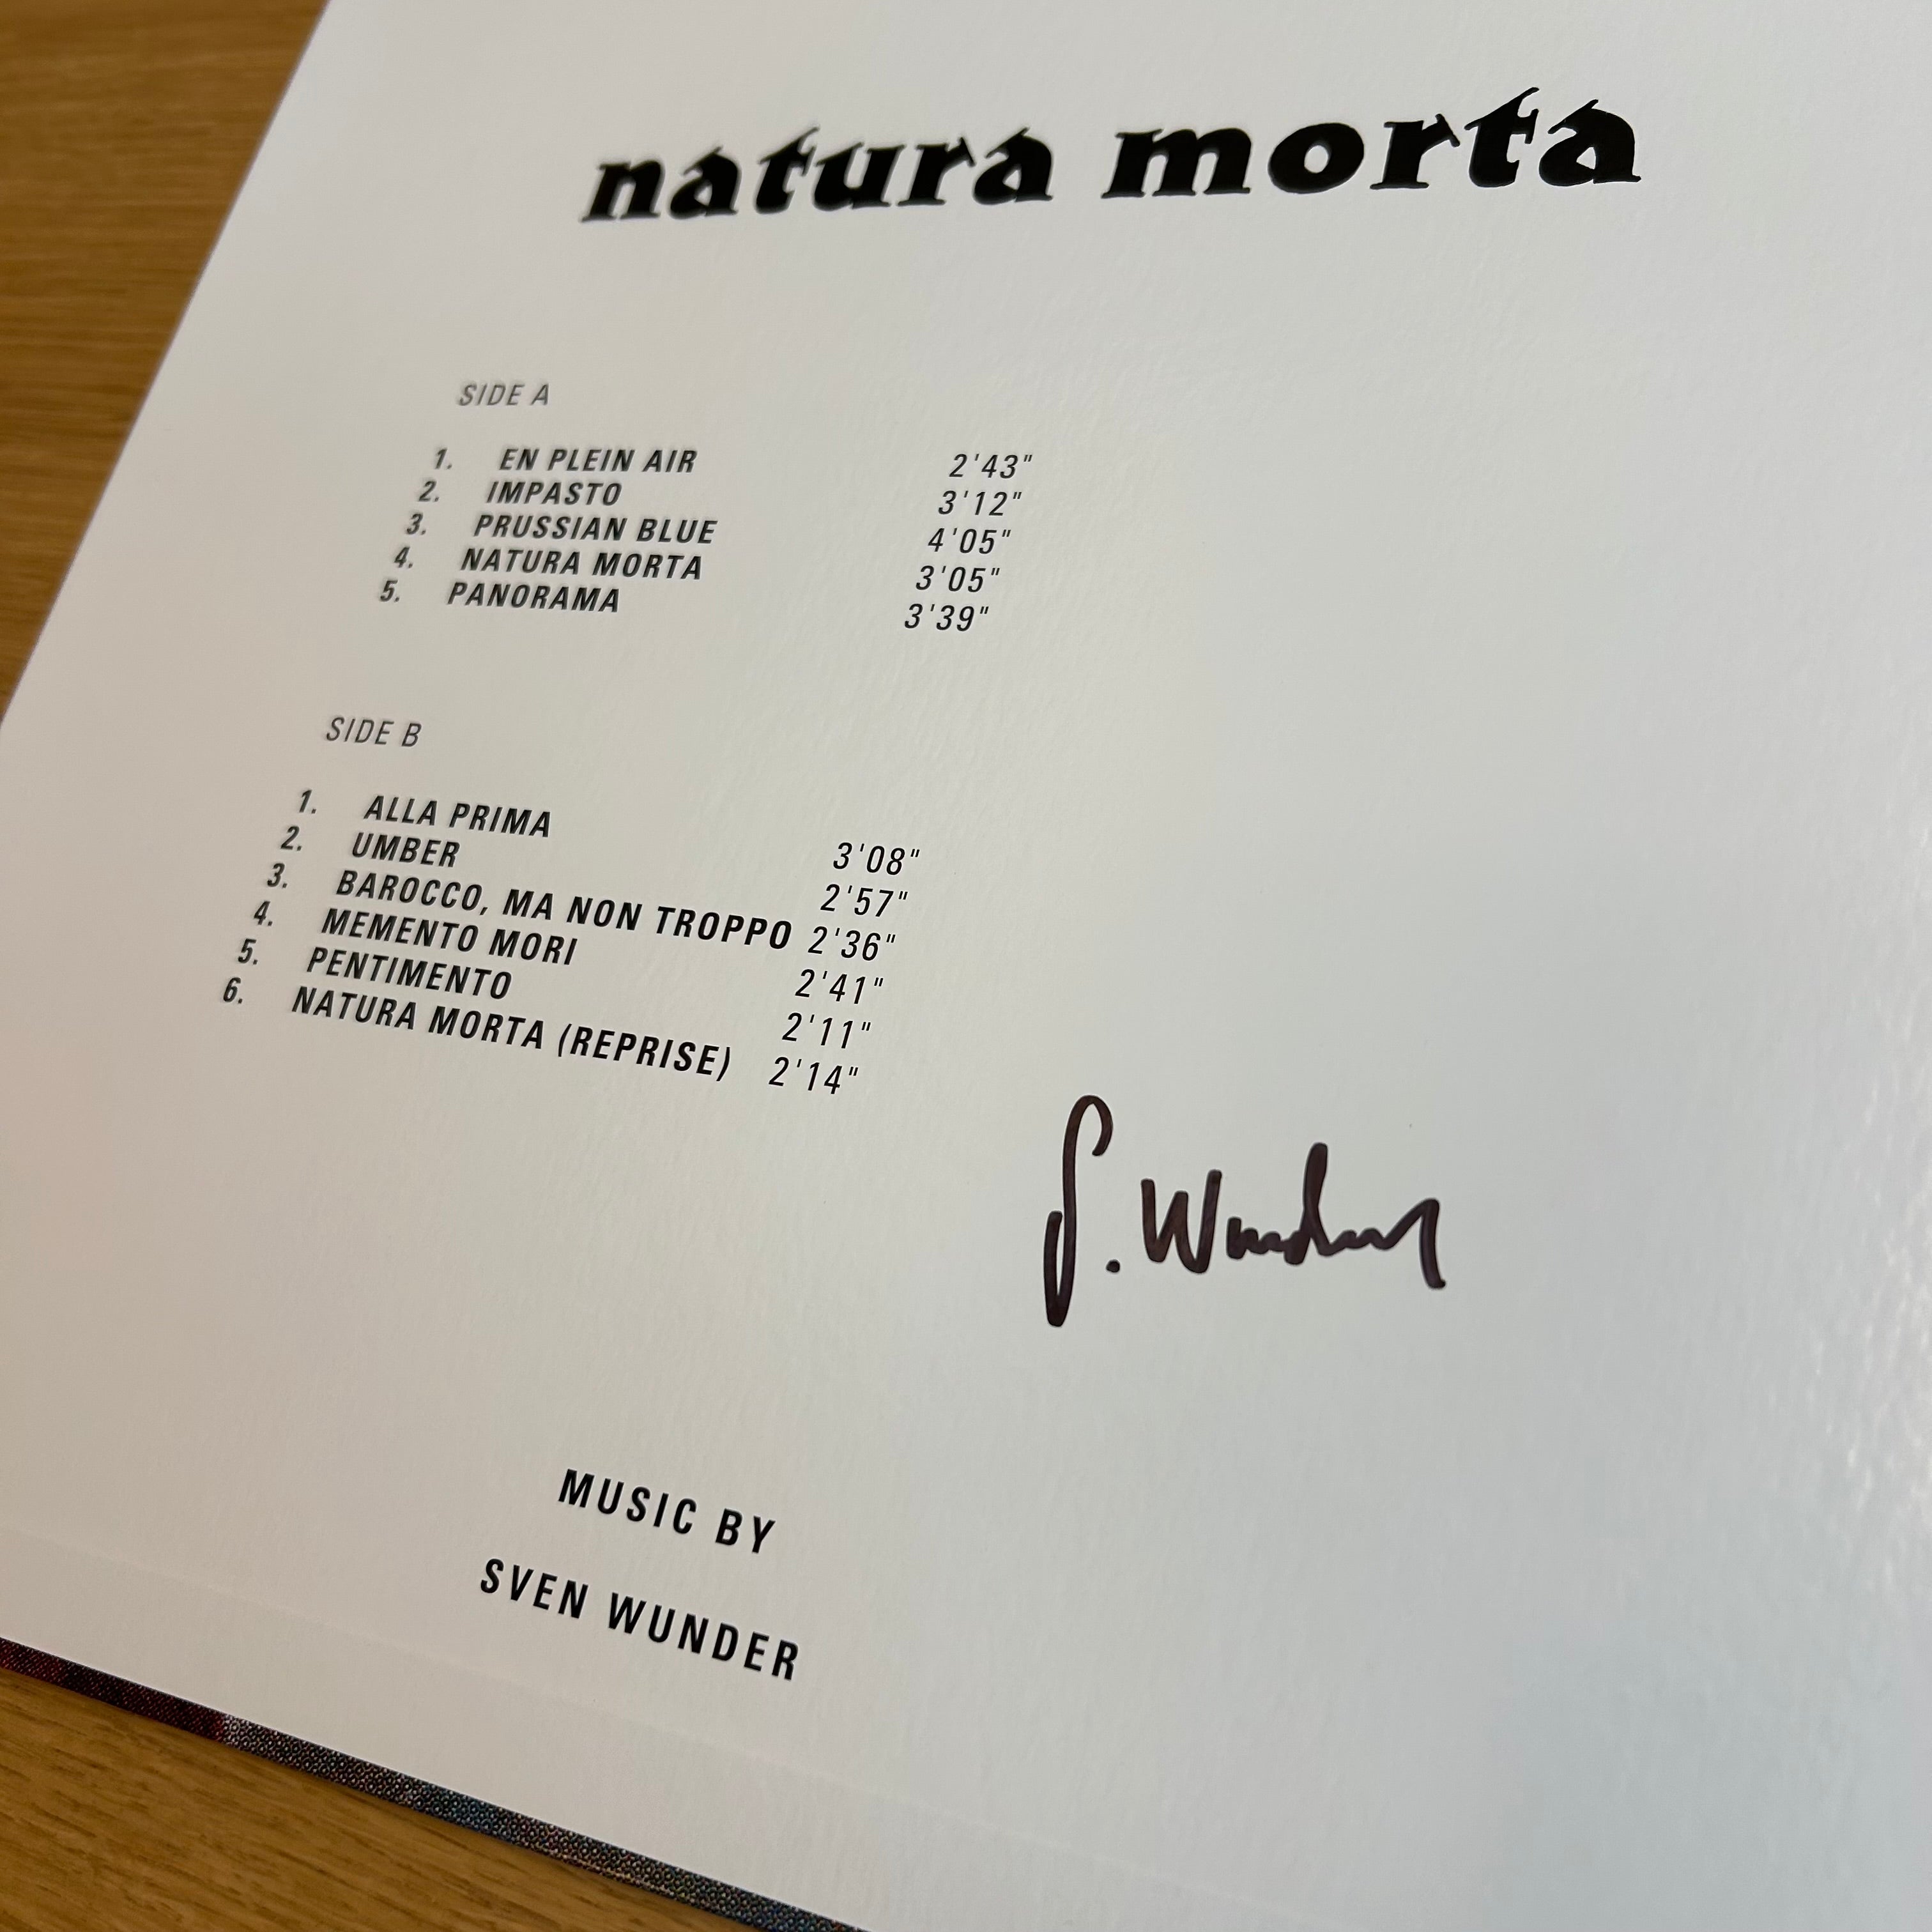 natura morta
SIDE A
1. EN PLEIN AIR 2'43"
2. IMPASTO 3'12"
3. PRUSSIAN BLUE 4'05"
4. NATURA MORTA 3'05"
5. PANORAMA 3'39"
SIDE B
1. ALLA PRIMA 3'08"
2. UMBER 2'57"
3. BAROCCO, MA NON TROPPO 2'36"
4. MEMENTO MORI 2'41"
5. PENTIMENTO 2'11"
6. NATURA MORTA (REPRISE) 2'14"
S. Wunder
MUSIC BY
SVEN WUNDER